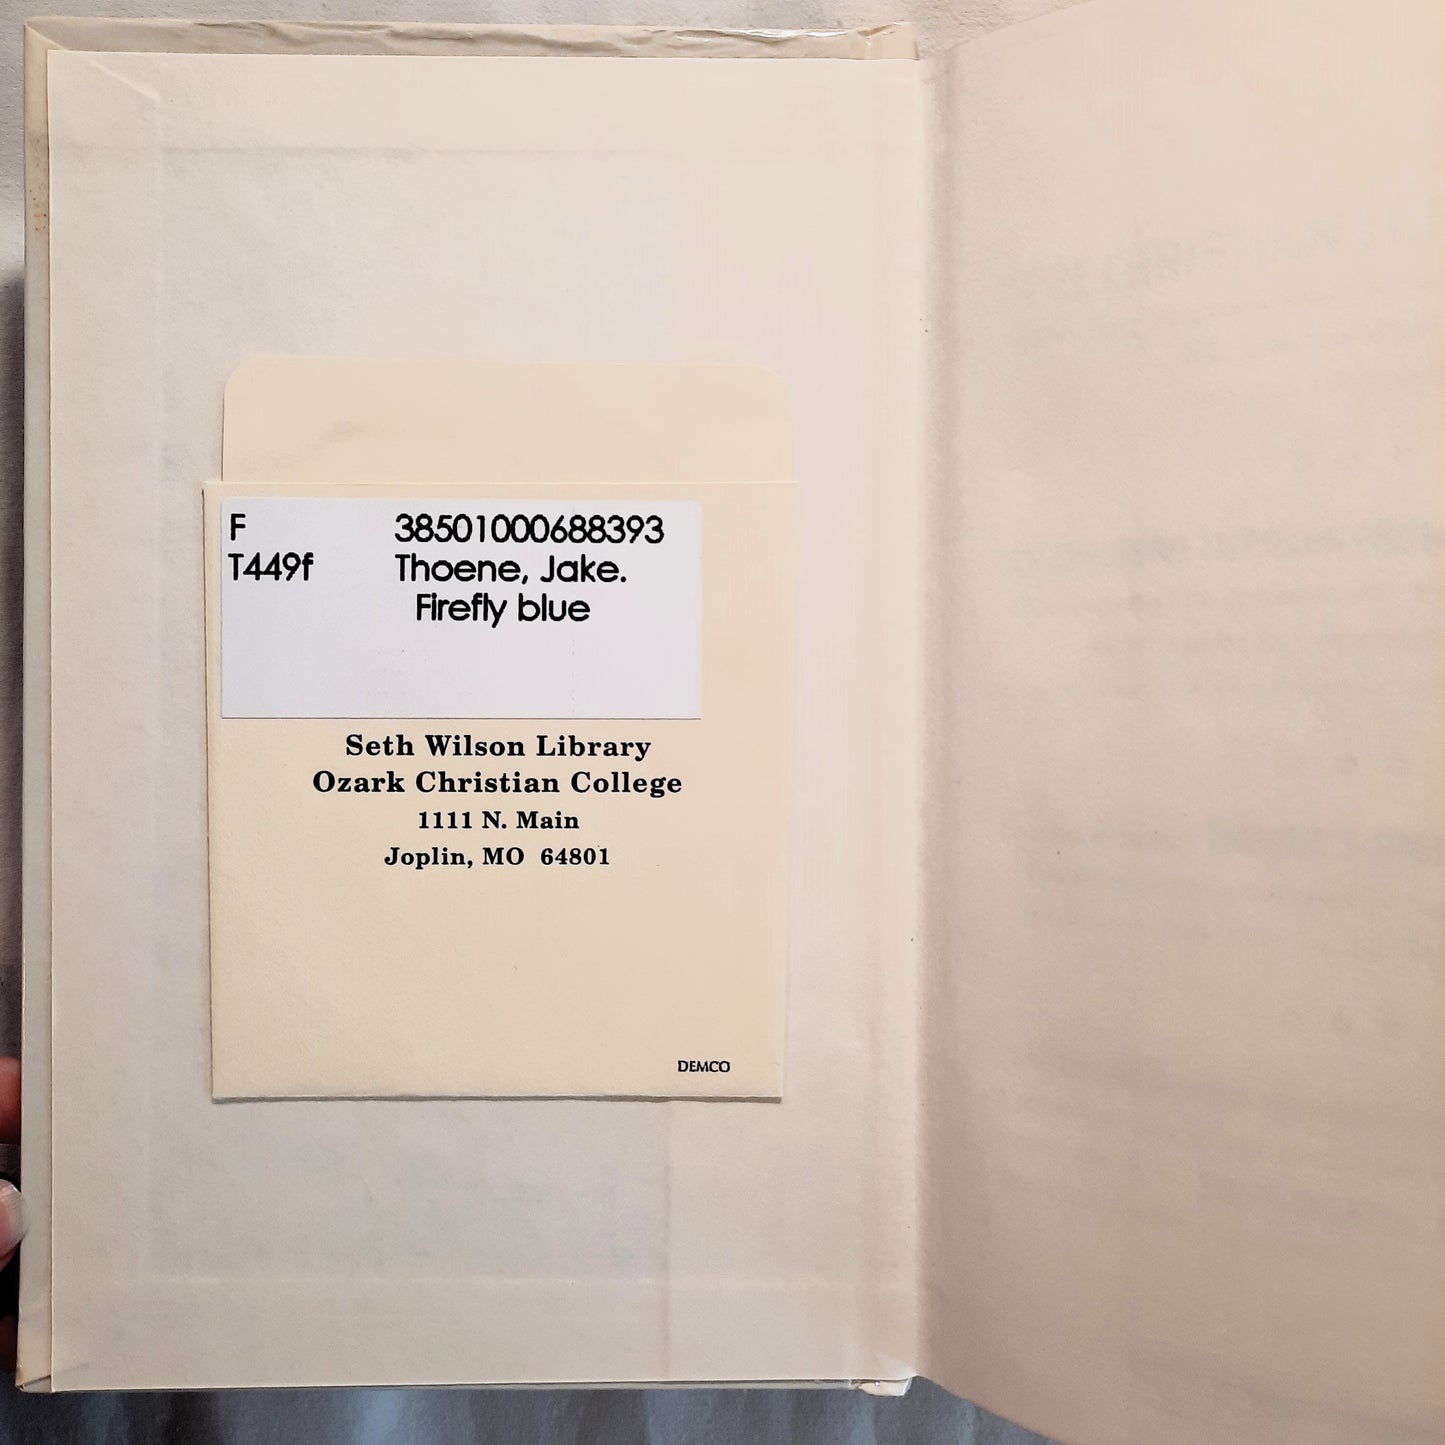 F 38501000688393
T449f Thoene, Jake.
Firefly blue
Seth Wilson Library
Ozark Christian College
1111 N. Main
Joplin, MO 64801
DEMCO